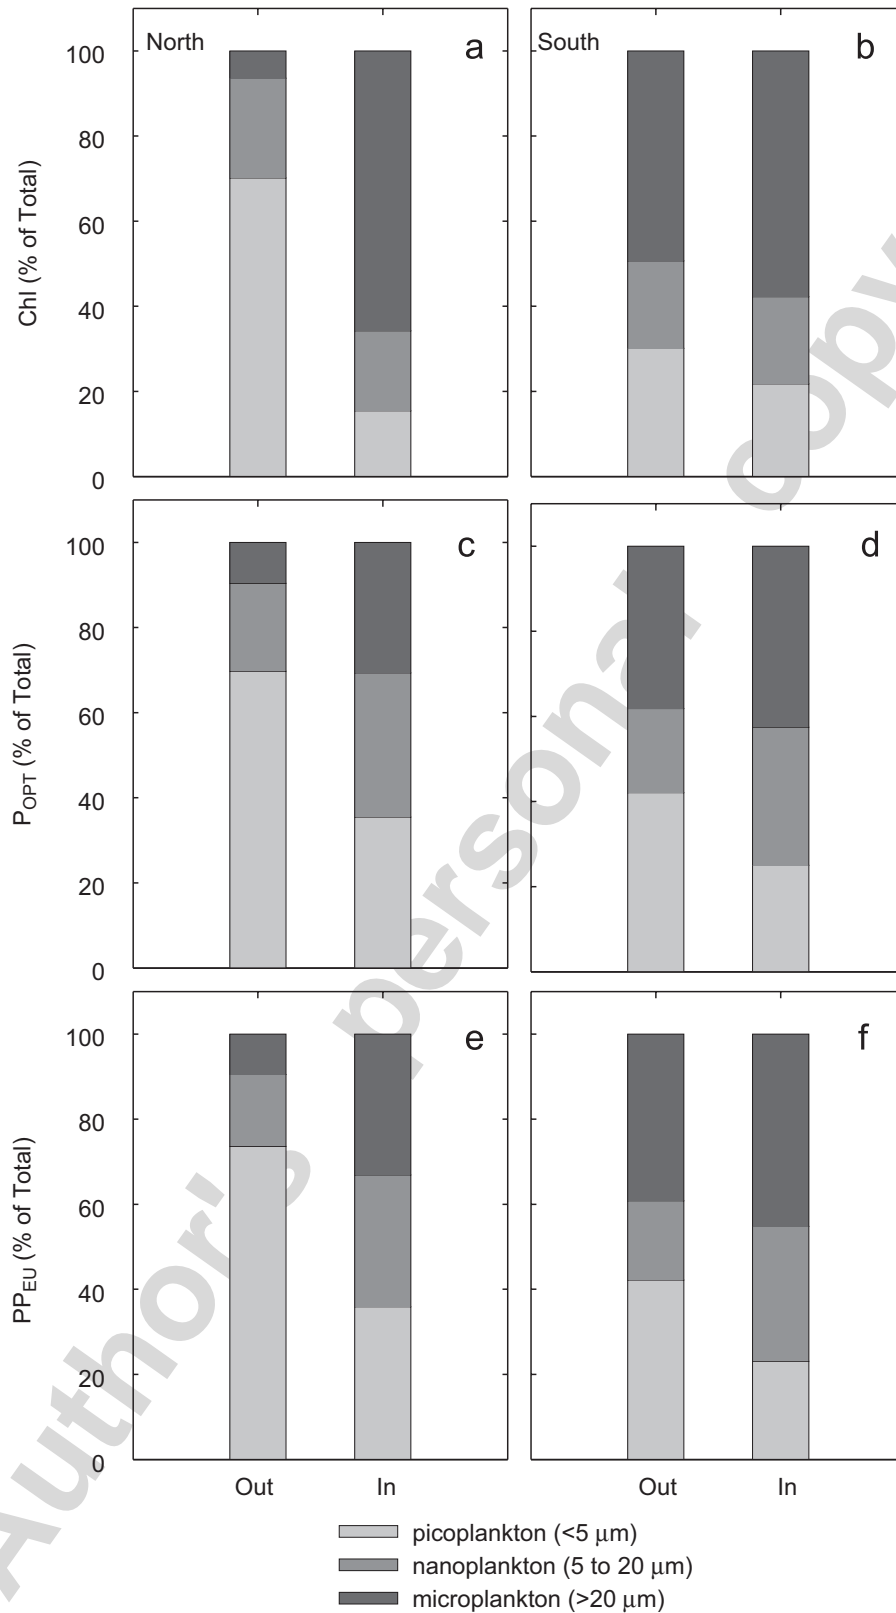 North
a
South
b
100
80
60
40
20
0
Chl (% of Total)
c
d
100
80
60
40
20
0
P_OPT (% of Total)
e
f
100
80
60
40
20
0
PP_EU (% of Total)
Out
In
Out
In
picoplankton (<5 μm)
nanoplankton (5 to 20 μm)
microplankton (>20 μm)
Author's personal copy